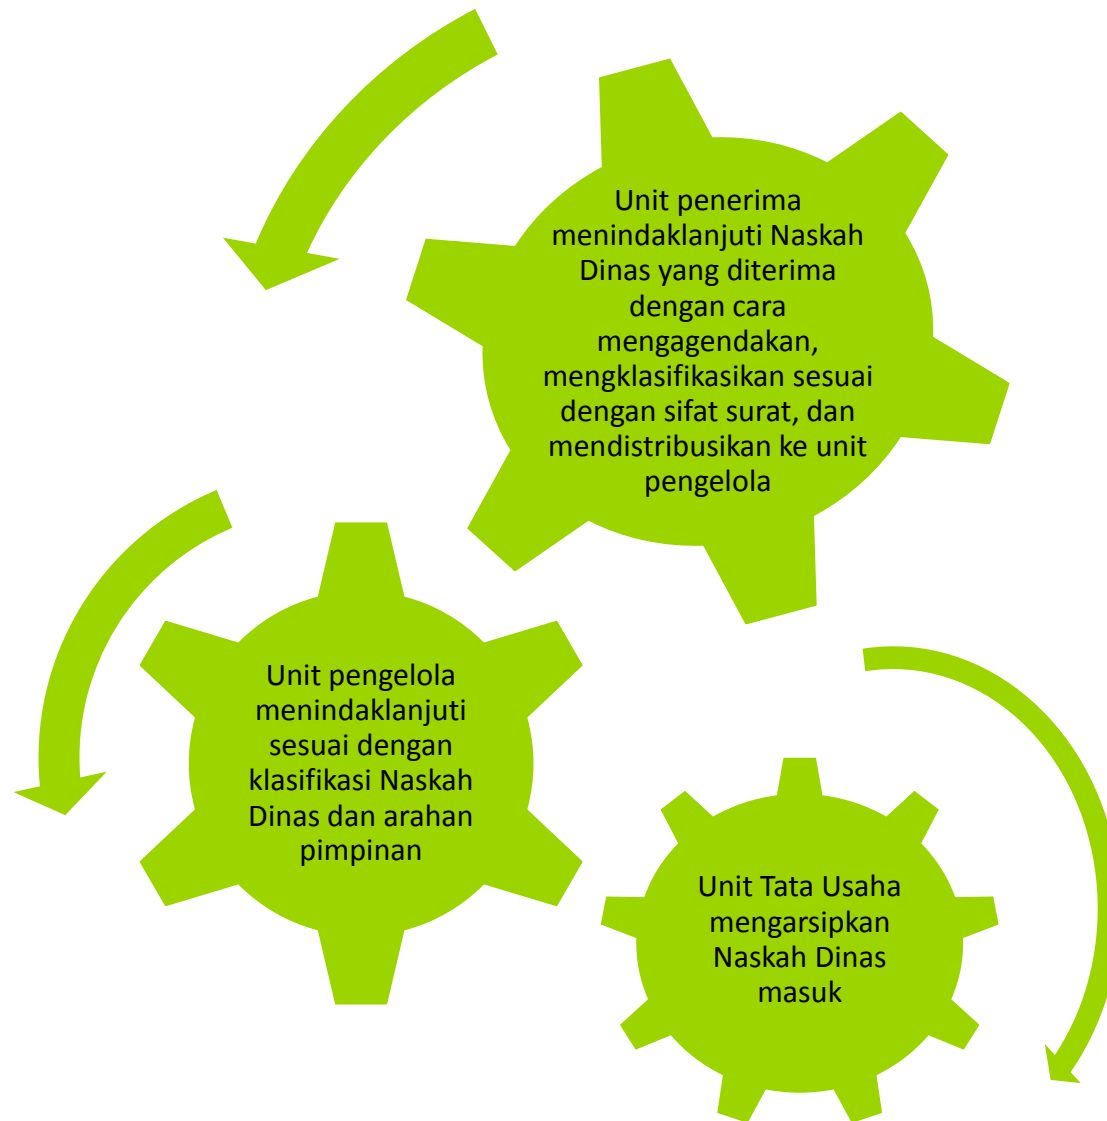 Unit penerima
menindaklanjuti Naskah
Dinas yang diterima
dengan cara
mengagendakan,
mengklasifikasikan sesuai
dengan sifat surat, dan
mendistribusikan ke unit
pengelola
Unit pengelola
menindaklanjuti
sesuai dengan
klasifikasi Naskah
Dinas dan arahan
pimpinan
Unit Tata Usaha
mengarsipkan
Naskah Dinas
masuk